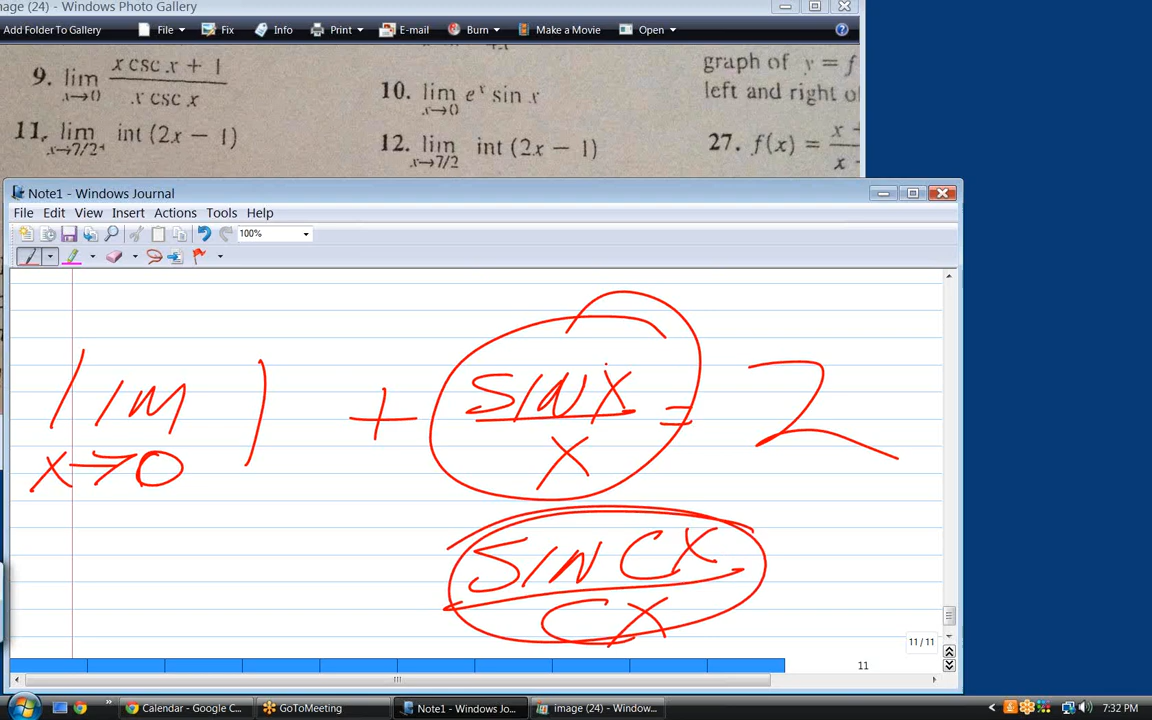 image (24) - Windows Photo Gallery
Add Folder To Gallery File Fix Info Print E-mail Burn Make a Movie Open
9. lim x→0 x csc x + 1 / x csc x
10. lim x→0 e^x sin x
graph of y = f
left and right of
11. lim x→7/2+ int (2x − 1)
12. lim x→7/2 int (2x − 1)
27. f(x) = x + / x
Note1 - Windows Journal
File Edit View Insert Actions Tools Help
100%
lim x→0 1 + SIN X / X = 2
SIN CX / CX
11 / 11
11
Calendar - Google C... GoToMeeting Note1 - Windows Jo... image (24) - Window... 7:32 PM